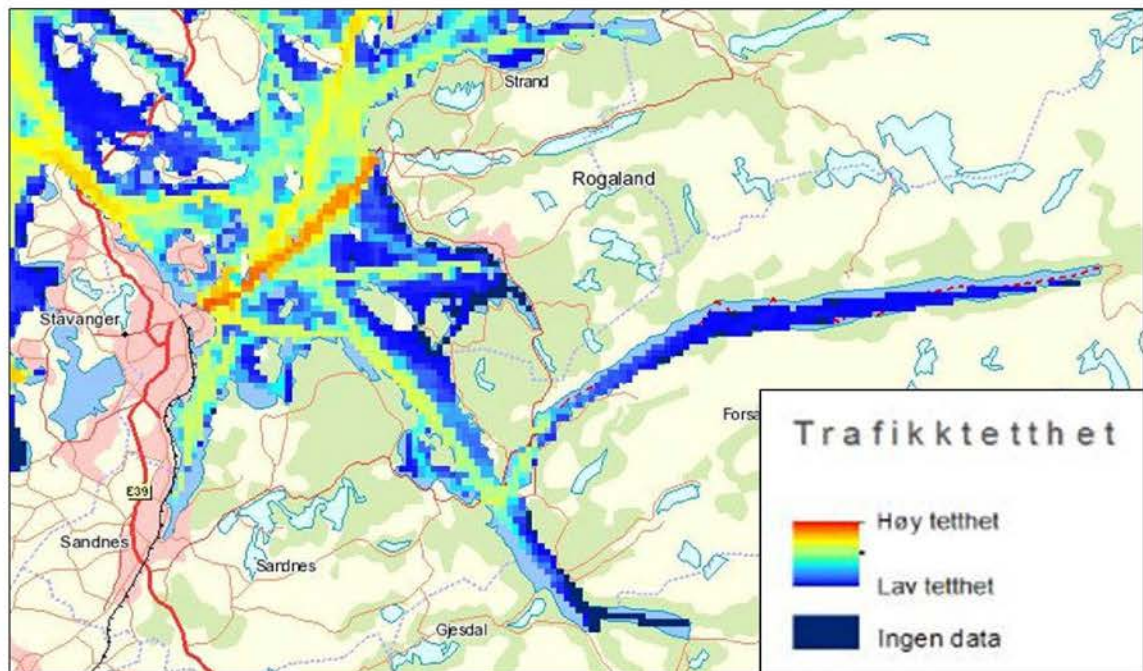 Strand
Rogaland
Stavanger
Forsa
E39
Sandnes
Sardnes
Gjesdal
Trafikktetthet
Høy tetthet
Lav tetthet
Ingen data